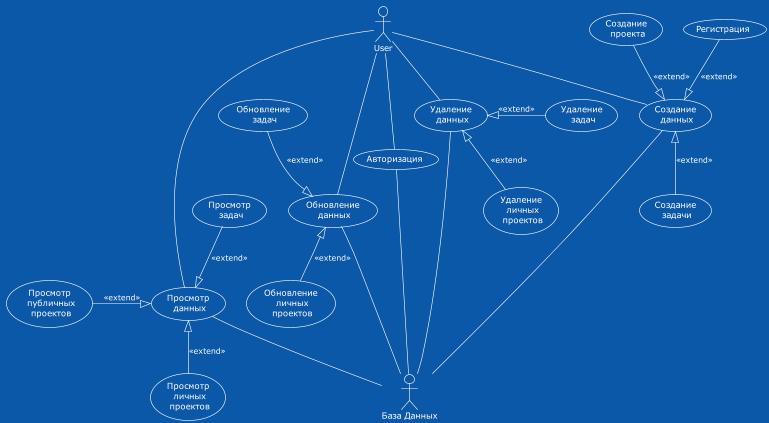 User
Создание
проекта
Регистрация
«extend»
«extend»
Обновление
задач
Удаление
данных
«extend»
Удаление
задач
Создание
данных
«extend»
Авторизация
«extend»
«extend»
Просмотр
задач
Обновление
данных
Удаление
личных
проектов
Создание
задачи
«extend»
«extend»
Просмотр
публичных
проектов
«extend»
Просмотр
данных
Обновление
личных
проектов
«extend»
Просмотр
личных
проектов
База Данных